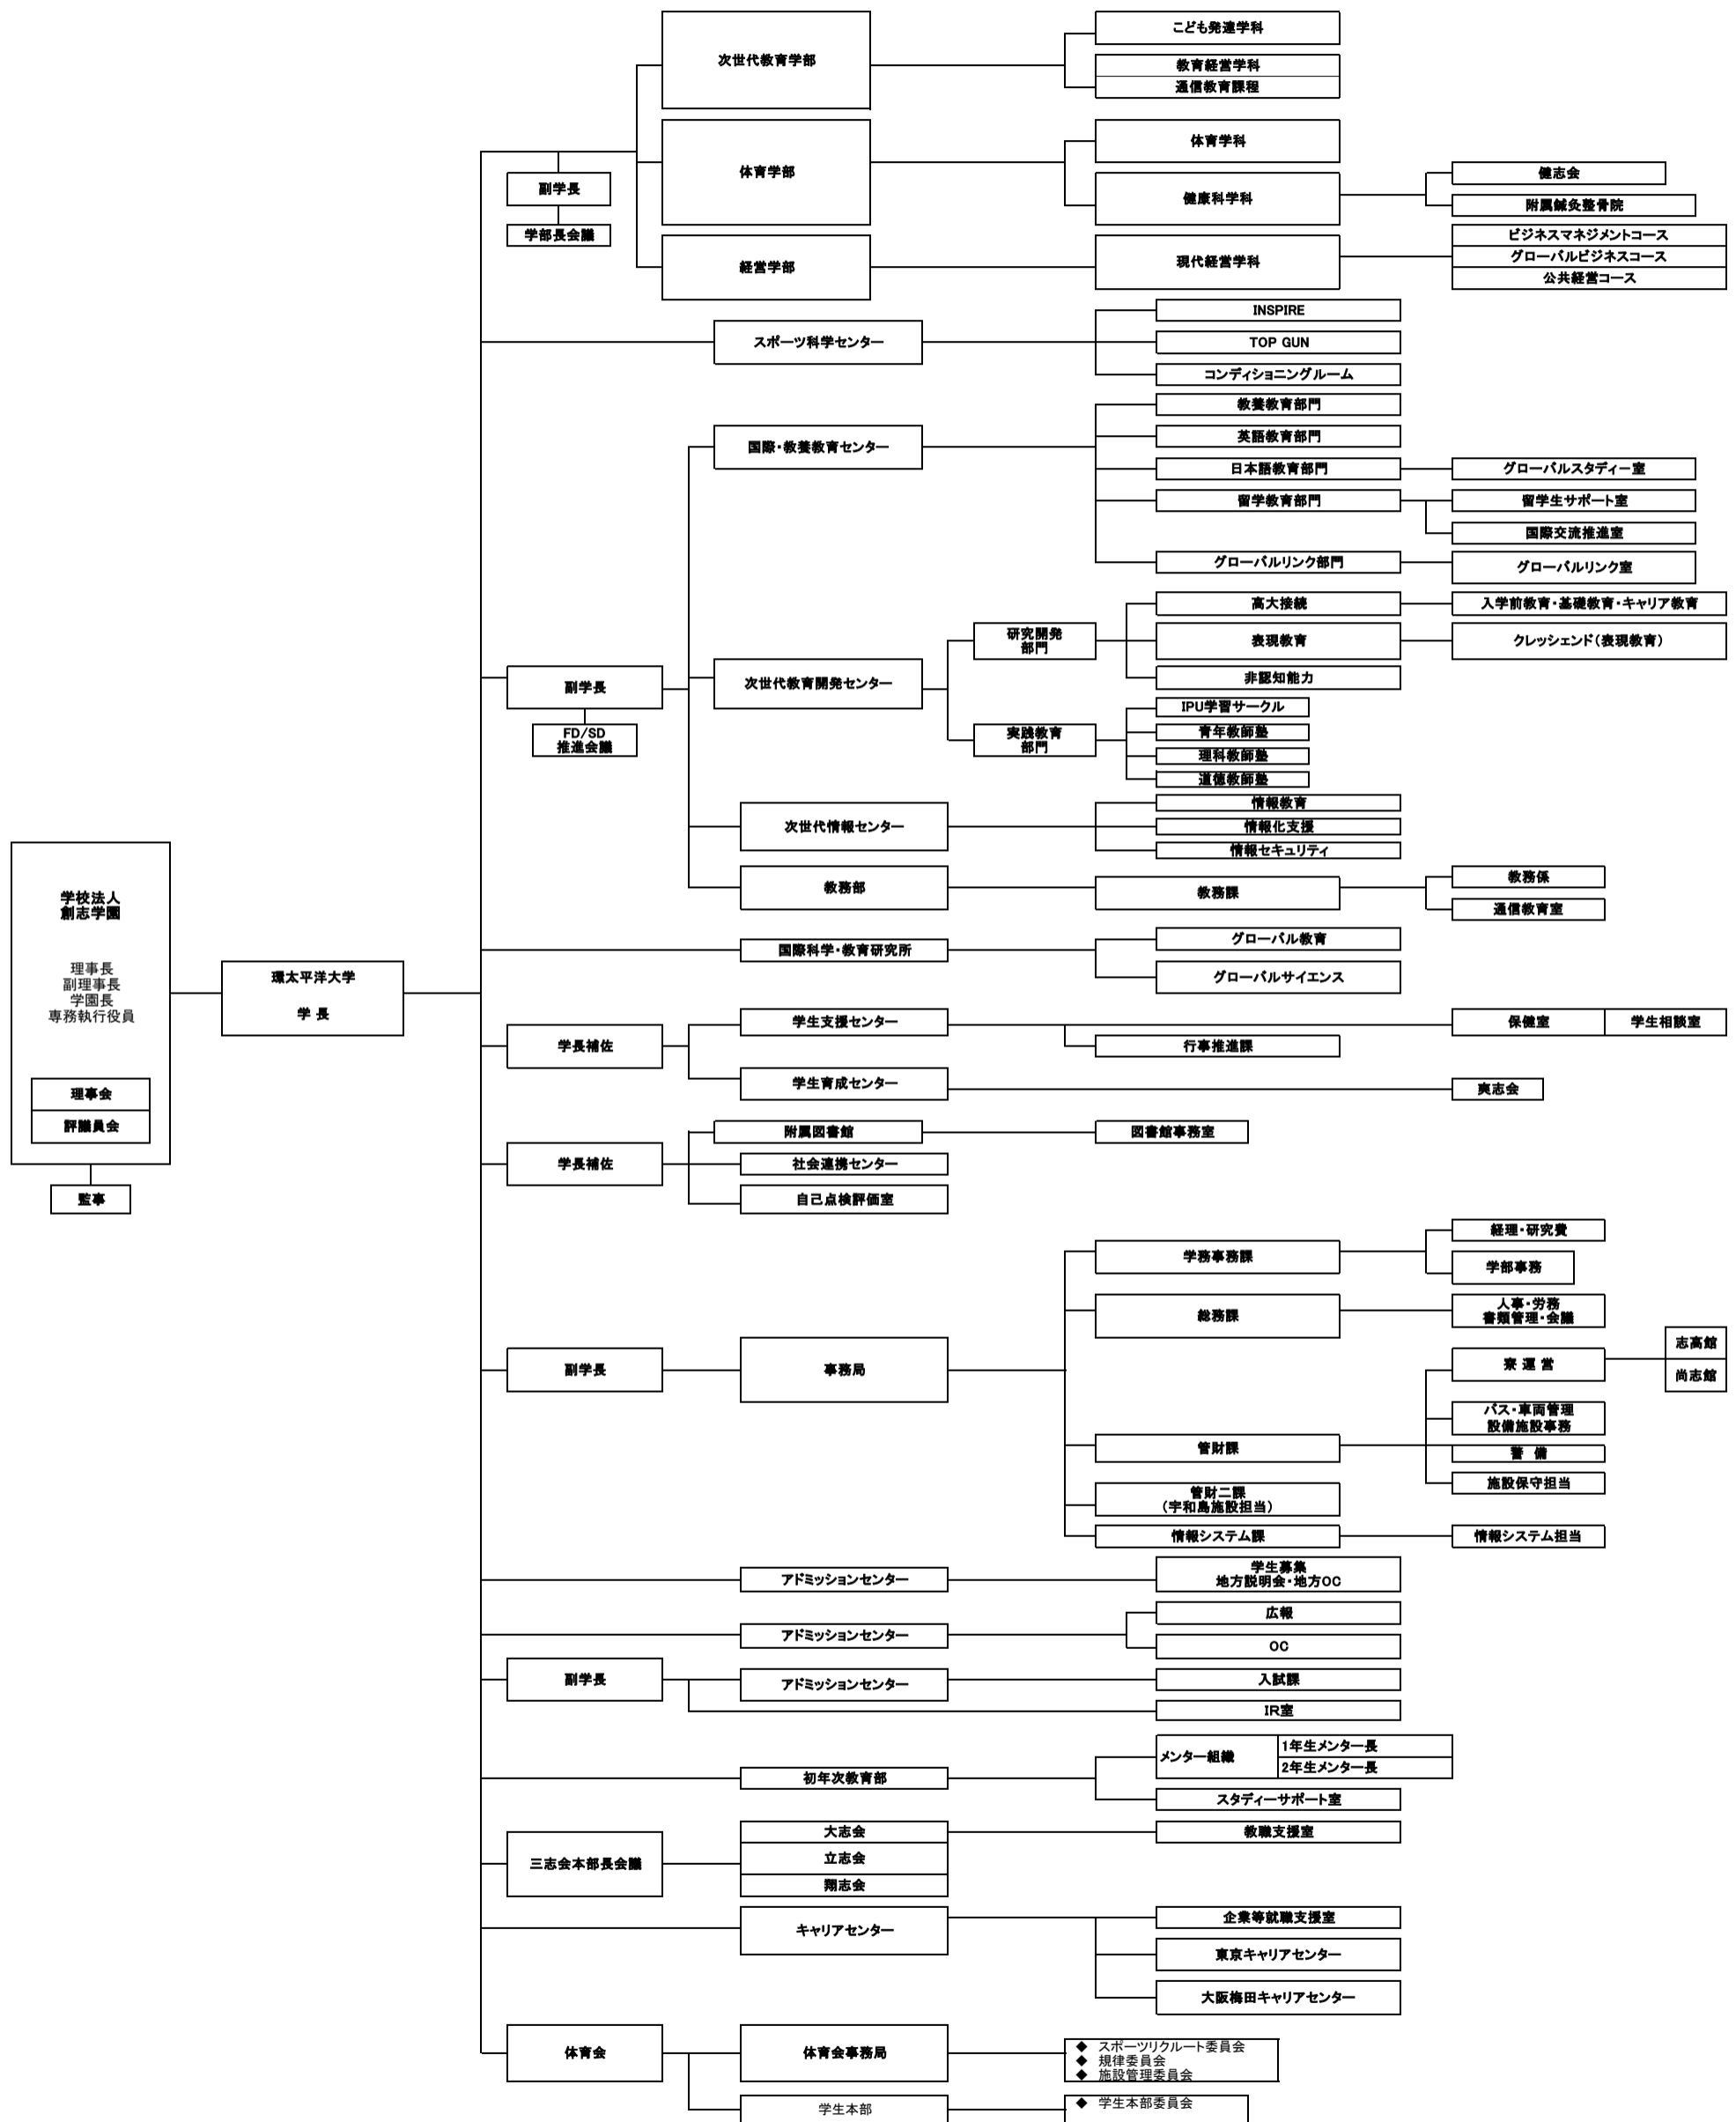 次世代教育学部
こども発達学科
教育経営学科
通信教育課程
副学長
学部長会議
体育学部
体育学科
健康科学科
健志会
附属鍼灸整骨院
経営学部
現代経営学科
ビジネスマネジメントコース
グローバルビジネスコース
公共経営コース
スポーツ科学センター
INSPIRE
TOP GUN
コンディショニングルーム
国際・教養教育センター
教養教育部門
英語教育部門
日本語教育部門
グローバルスタディー室
留学教育部門
留学生サポート室
国際交流推進室
グローバルリンク部門
グローバルリンク室
副学長
FD/SD
推進会議
次世代教育開発センター
研究開発
部門
高大接続
入学前教育・基礎教育・キャリア教育
表現教育
クレッシェンド（表現教育）
非認知能力
実践教育
部門
IPU学習サークル
青年教師塾
理科教師塾
道徳教師塾
次世代情報センター
情報教育
情報化支援
情報セキュリティ
教務部
教務課
教務係
通信教育室
学校法人
創志学園
理事長
副理事長
学園長
専務執行役員
理事会
評議員会
監事
環太平洋大学
学 長
国際科学・教育研究所
グローバル教育
グローバルサイエンス
学長補佐
学生支援センター
保健室
学生相談室
行事推進課
学生育成センター
爽志会
学長補佐
附属図書館
図書館事務室
社会連携センター
自己点検評価室
副学長
事務局
学務事務課
経理・研究費
学部事務
総務課
人事・労務
書類管理・会議
管財課
寮 運 営
志高館
尚志館
バス・車両管理
設備施設事務
警 備
施設保守担当
管財二課
（宇和島施設担当）
情報システム課
情報システム担当
アドミッションセンター
学生募集
地方説明会・地方OC
アドミッションセンター
広報
OC
副学長
アドミッションセンター
入試課
IR室
初年次教育部
メンター組織
1年生メンター長
2年生メンター長
スタディーサポート室
三志会本部長会議
大志会
教職支援室
立志会
翔志会
キャリアセンター
企業等就職支援室
東京キャリアセンター
大阪梅田キャリアセンター
体育会
体育会事務局
◆ スポーツリクルート委員会
◆ 規律委員会
◆ 施設管理委員会
学生本部
◆ 学生本部委員会